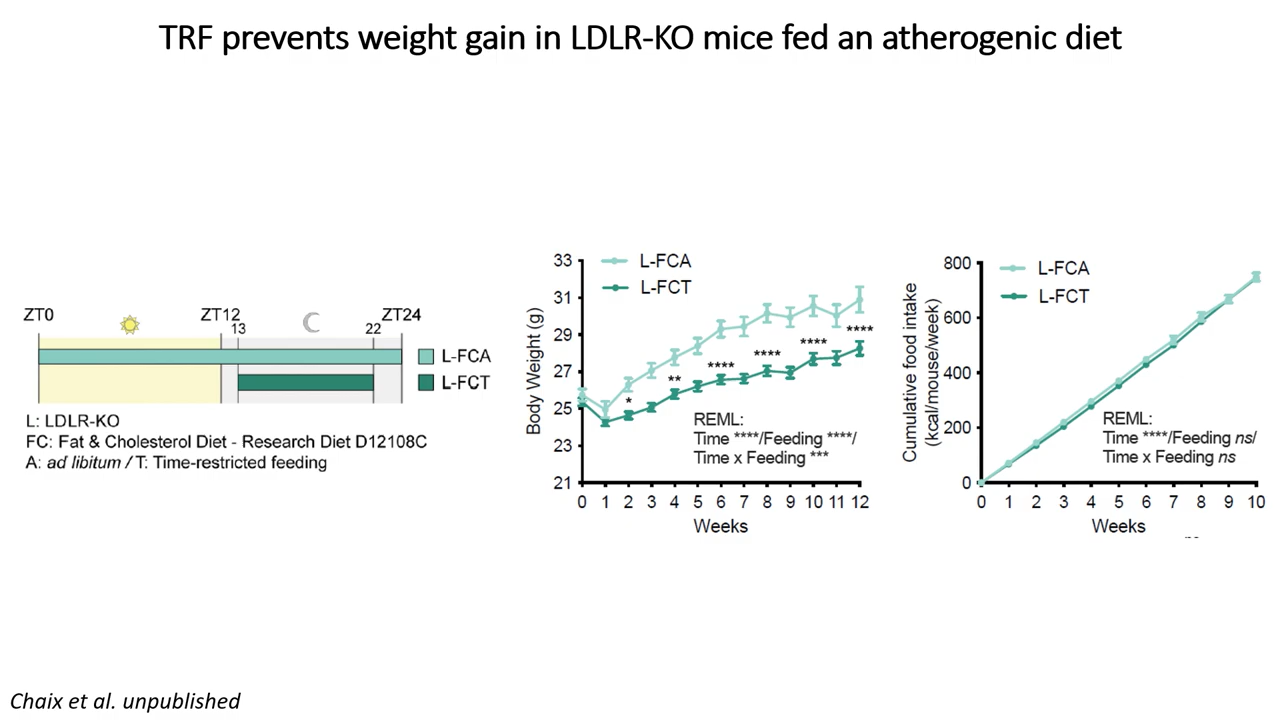 TRF prevents weight gain in LDLR-KO mice fed an atherogenic diet
ZT0
ZT12
ZT24
13
22
L-FCA
L-FCT
L: LDLR-KO
FC: Fat & Cholesterol Diet - Research Diet D12108C
A: ad libitum / T: Time-restricted feeding
Body Weight (g)
33
31
29
27
25
23
21
L-FCA
L-FCT
*
**
****
****
****
****
REML:
Time ****/Feeding ****/
Time x Feeding ***
0 1 2 3 4 5 6 7 8 9 10 11 12
Weeks
Cumulative food intake
(kcal/mouse/week)
800
600
400
200
0
L-FCA
L-FCT
REML:
Time ****/Feeding ns/
Time x Feeding ns
0 1 2 3 4 5 6 7 8 9 10
Weeks
Chaix et al. unpublished